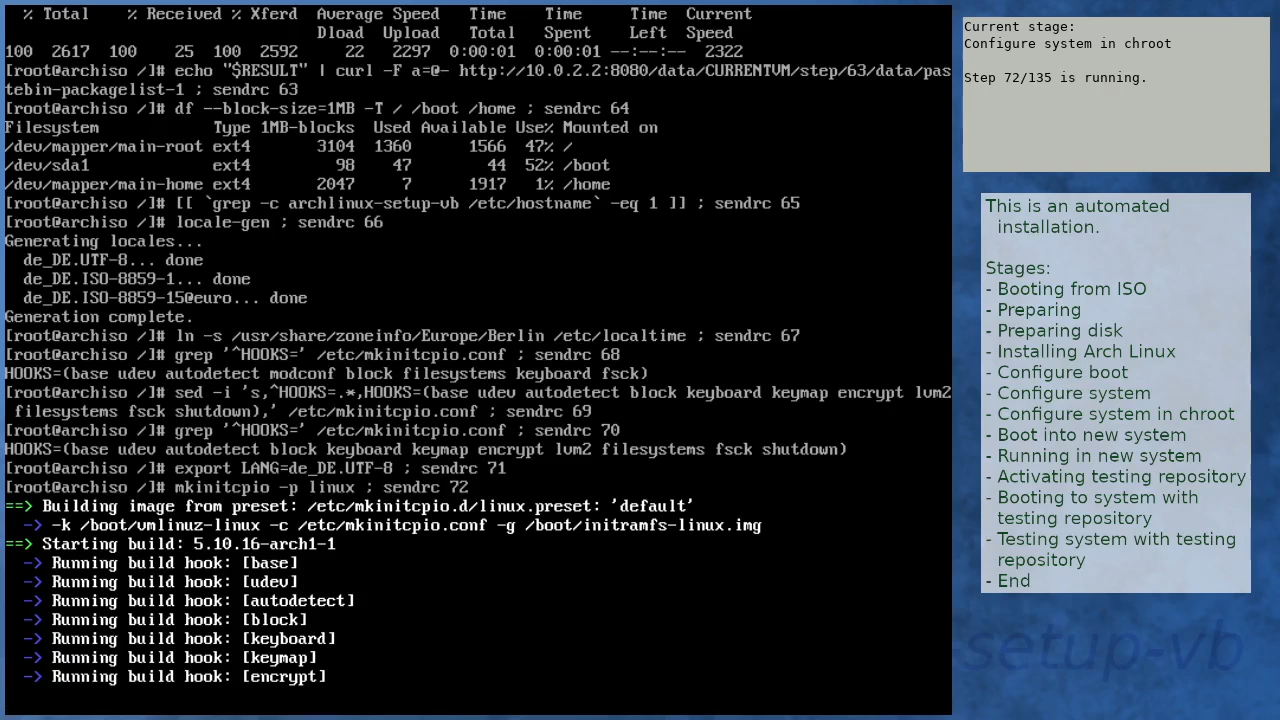 % Total    % Received % Xferd  Average Speed   Time    Time     Time  Current
                                 Dload  Upload   Total   Spent    Left  Speed
100  2617  100    25  100  2592     22   2297  0:00:01  0:00:01 --:--:--  2322
[root@archiso /]# echo "$RESULT" | curl -F a=@- http://10.0.2.2:8080/data/CURRENTVM/step/63/data/pas
tebin-packagelist-1 ; sendrc 63
[root@archiso /]# df --block-size=1MB -T / /boot /home ; sendrc 64
Filesystem            Type 1MB-blocks  Used Available Use% Mounted on
/dev/mapper/main-root ext4       3104  1360      1566  47% /
/dev/sda1             ext4         98    47        44  52% /boot
/dev/mapper/main-home ext4       2047     7      1917   1% /home
[root@archiso /]# [[ `grep -c archlinux-setup-vb /etc/hostname` -eq 1 ]] ; sendrc 65
[root@archiso /]# locale-gen ; sendrc 66
Generating locales...
  de_DE.UTF-8... done
  de_DE.ISO-8859-1... done
  de_DE.ISO-8859-15@euro... done
Generation complete.
[root@archiso /]# ln -s /usr/share/zoneinfo/Europe/Berlin /etc/localtime ; sendrc 67
[root@archiso /]# grep '^HOOKS=' /etc/mkinitcpio.conf ; sendrc 68
HOOKS=(base udev autodetect modconf block filesystems keyboard fsck)
[root@archiso /]# sed -i 's,^HOOKS=.*,HOOKS=(base udev autodetect block keyboard keymap encrypt lvm2
 filesystems fsck shutdown),' /etc/mkinitcpio.conf ; sendrc 69
[root@archiso /]# grep '^HOOKS=' /etc/mkinitcpio.conf ; sendrc 70
HOOKS=(base udev autodetect block keyboard keymap encrypt lvm2 filesystems fsck shutdown)
[root@archiso /]# export LANG=de_DE.UTF-8 ; sendrc 71
[root@archiso /]# mkinitcpio -p linux ; sendrc 72
==> Building image from preset: /etc/mkinitcpio.d/linux.preset: 'default'
  -> -k /boot/vmlinuz-linux -c /etc/mkinitcpio.conf -g /boot/initramfs-linux.img
==> Starting build: 5.10.16-arch1-1
  -> Running build hook: [base]
  -> Running build hook: [udev]
  -> Running build hook: [autodetect]
  -> Running build hook: [block]
  -> Running build hook: [keyboard]
  -> Running build hook: [keymap]
  -> Running build hook: [encrypt]
Current stage:
Configure system in chroot
Step 72/135 is running.
This is an automated
installation.
Stages:
- Booting from ISO
- Preparing
- Preparing disk
- Installing Arch Linux
- Configure boot
- Configure system
- Configure system in chroot
- Boot into new system
- Running in new system
- Activating testing repository
- Booting to system with
testing repository
- Testing system with testing
repository
- End
setup-vb